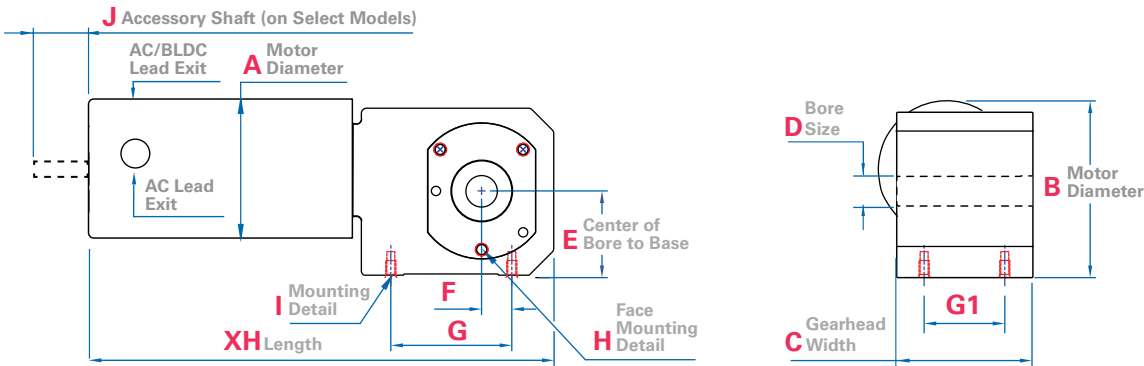 J Accessory Shaft (on Select Models)
AC/BLDC
Lead Exit
A Motor
Diameter
AC Lead
Exit
E Center of
Bore to Base
I Mounting
Detail
F
G
H Face
Mounting
Detail
XH Length
D Bore
Size
B Motor
Diameter
G1
C Gearhead
Width